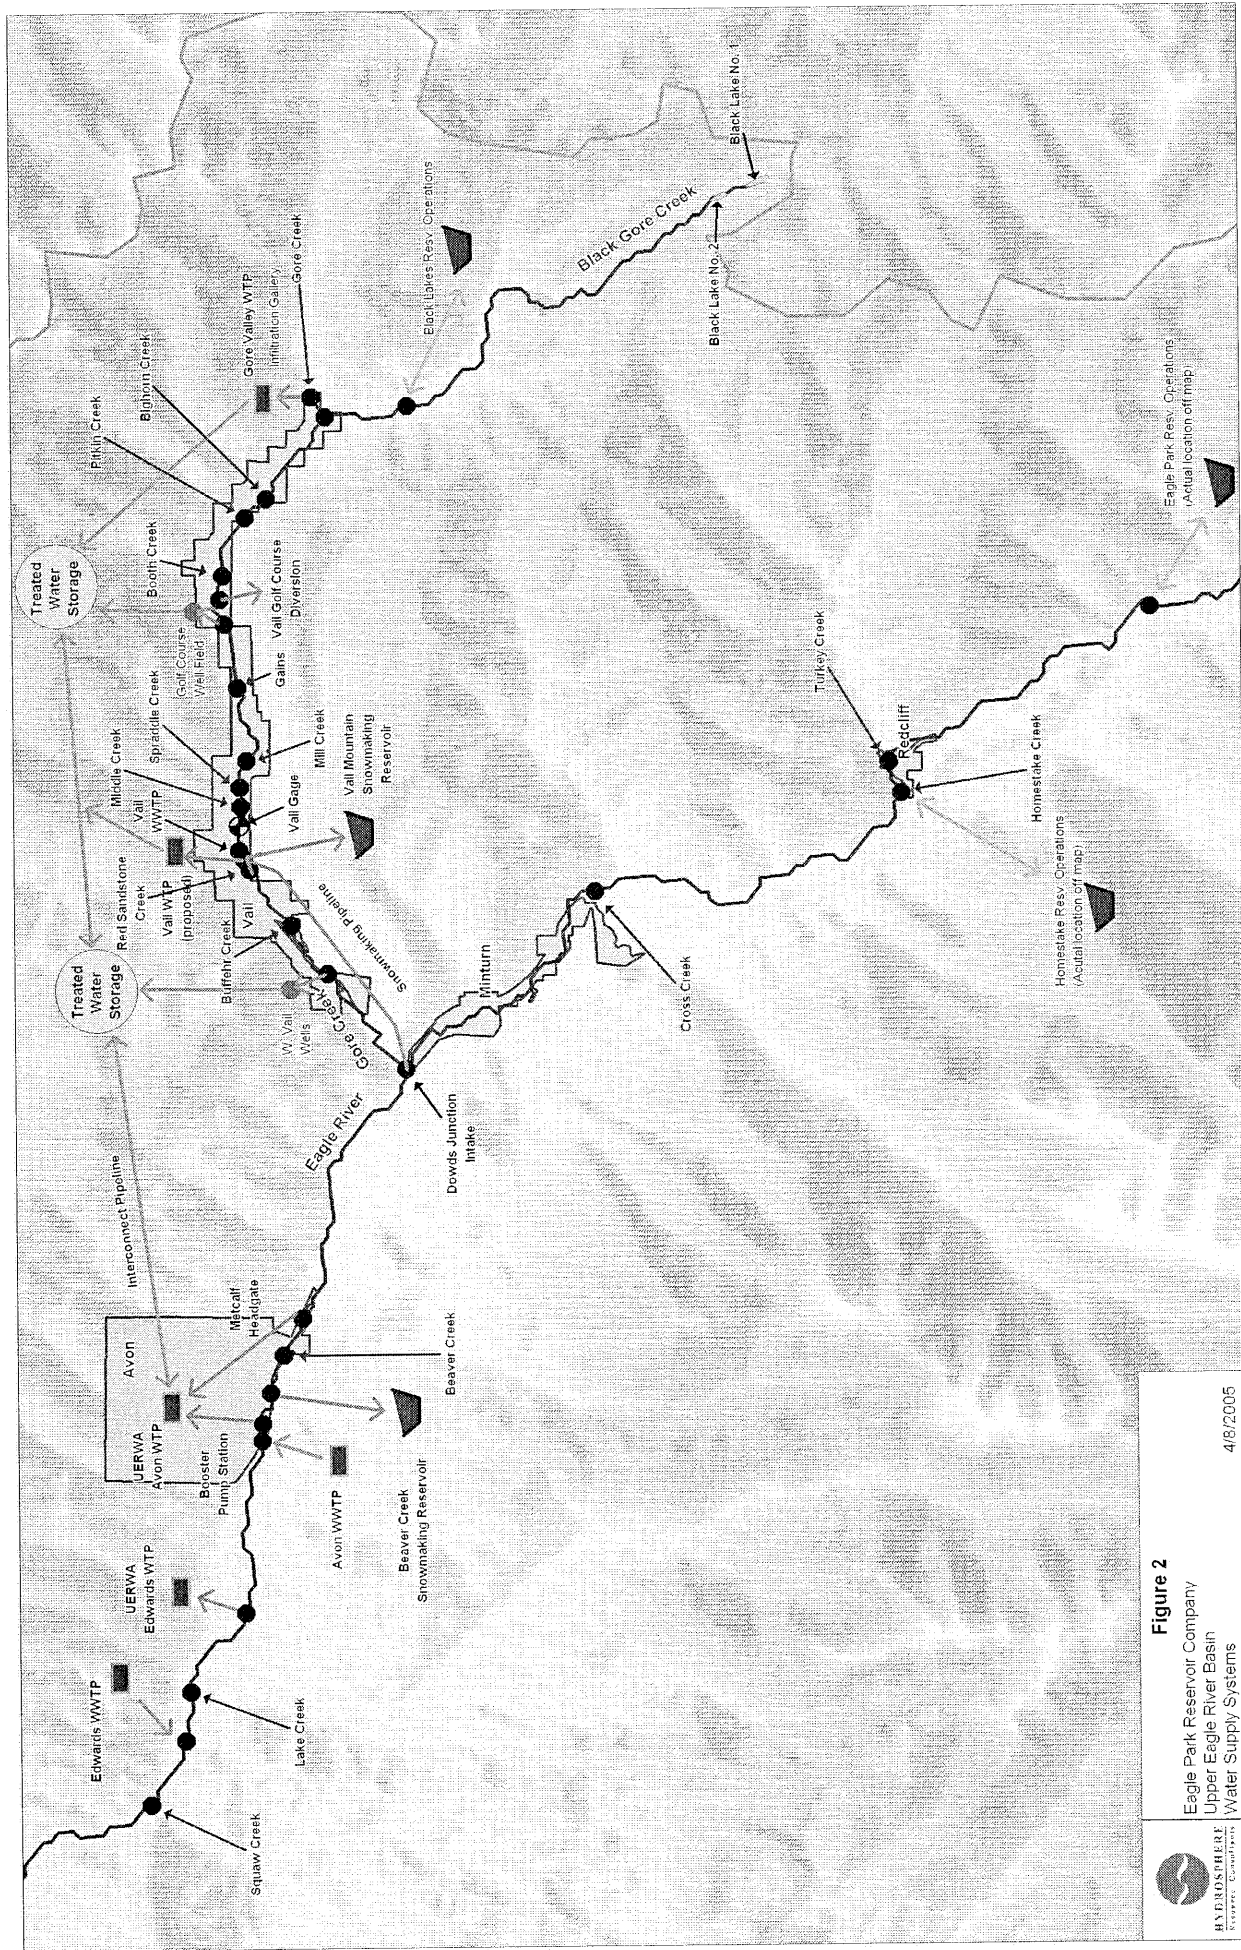 Treated
Water
Storage
Treated
Water
Storage
Interconnect Pipeline
Squaw Creek
Edwards WWTP
Lake Creek
UERWA
Edwards WTP
Avon WWTP
Beaver Creek
Snowmaking Reservoir
Booster
Pump Station
UERWA
Avon WTP
Avon
Metcalf
Headgate
Beaver Creek
Eagle River
Dowds Junction
Intake
Gore Creek
W. Vail
Wells
Snowmaking Pipeline
Buffehr Creek
Vail
Red Sandstone
Creek
Vail WTP
(proposed)
Vail
WWTP
Middle Creek
Spraddle Creek
Vail Gage
Mill Creek
Vail Mountain
Snowmaking
Reservoir
Gains
Golf Course
Well Field
Vail Golf Course
Diversion
Booth Creek
Pitkin Creek
Bighorn Creek
Gore Valley WTP
Infiltration Gallery
Gore Creek
Black Lakes Resv. Operations
Black Gore Creek
Black Lake No. 2
Black Lake No. 1
Minturn
Cross Creek
Turkey Creek
Redcliff
Homestake Creek
Homestake Resv. Operations
(Acutal location off map)
Eagle Park Resv. Operations
(Actual location off map)
Figure 2
Eagle Park Reservoir Company
Upper Eagle River Basin
Water Supply Systems
4/8/2005
HYDROSPHERE
Resource Consultants